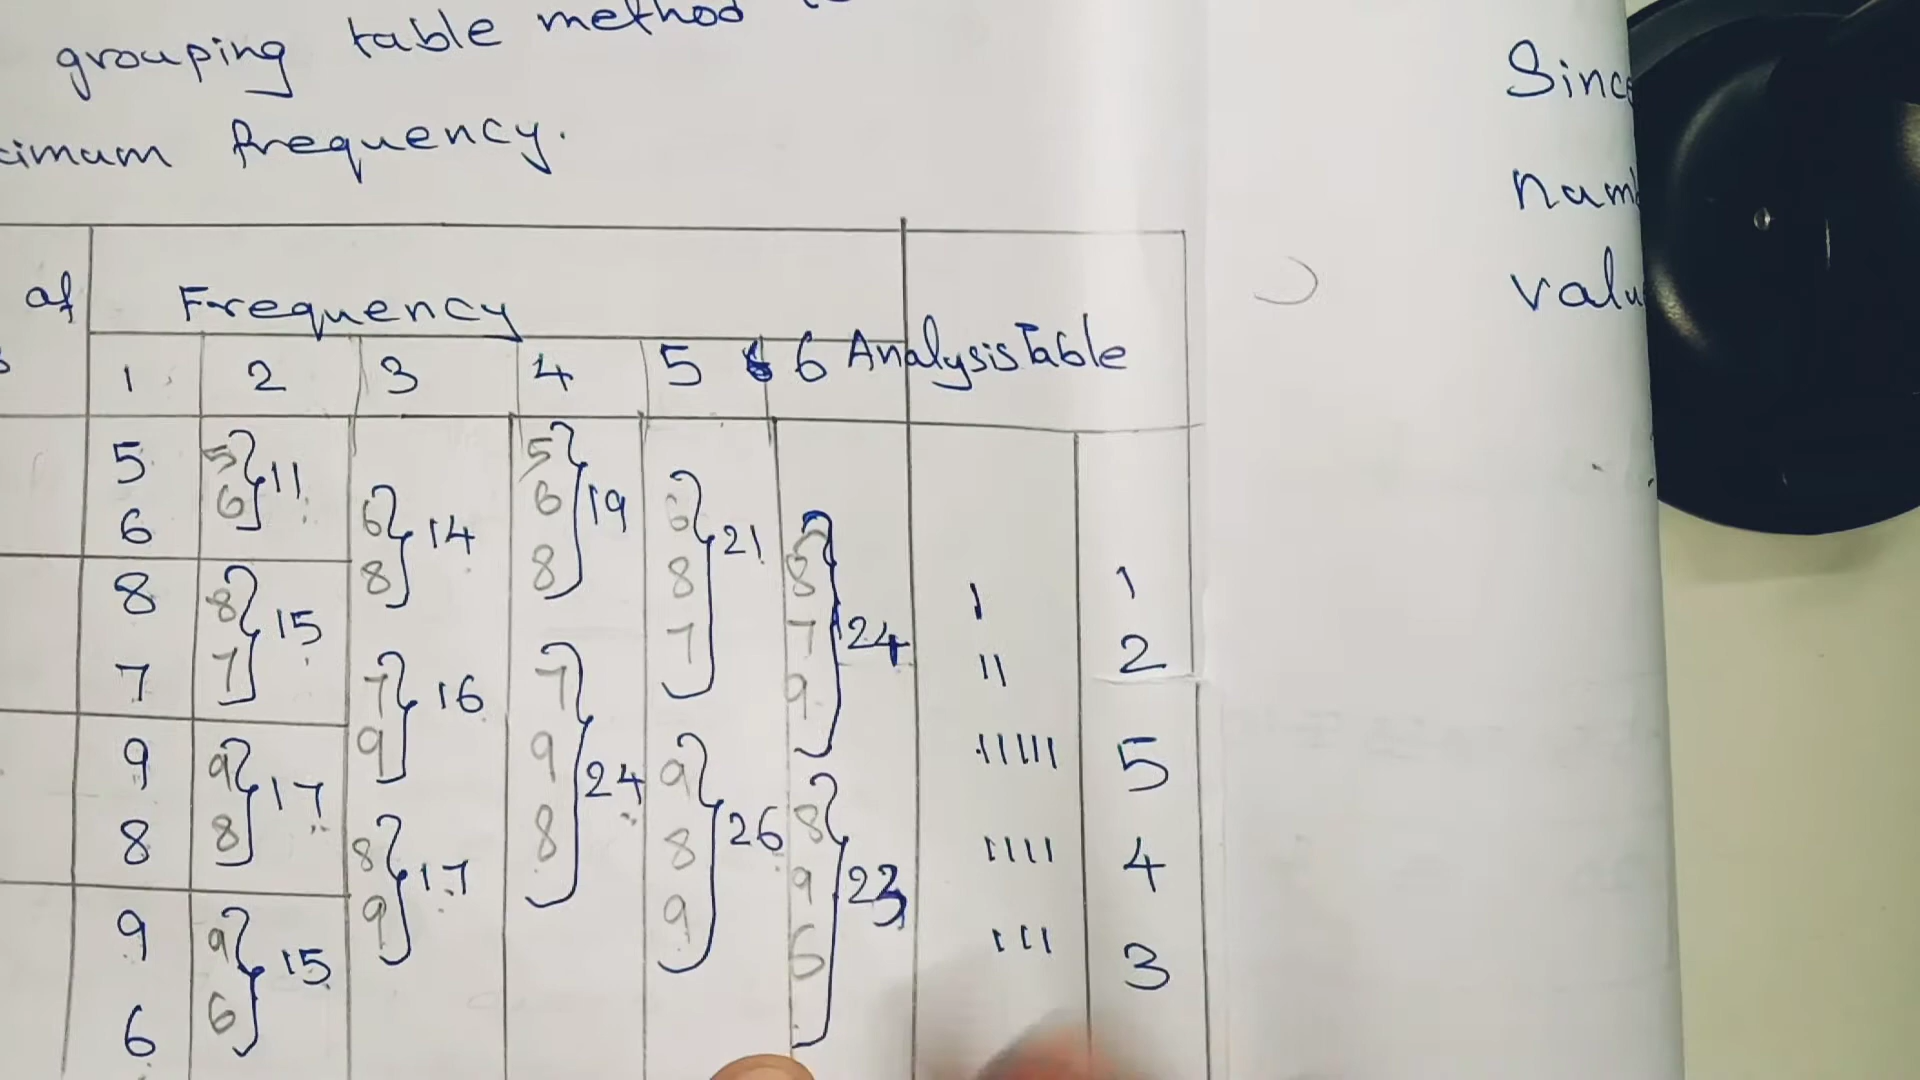 grouping table method
frequency.
of Frequency
1 2 3 4 5 6 Analysis Table
5 5 11 5
6 6 6 14 6 19 6 21
8 8 15 8 8 8 8 24 1 1
7 7 7 16 7 24 7 7 11 2
9 9 17 9 9 9 26 9 11111 5
8 8 8 17 8 8 8 23 1111 4
9 9 15 9 9 9 111 3
6 6 6
Since
value